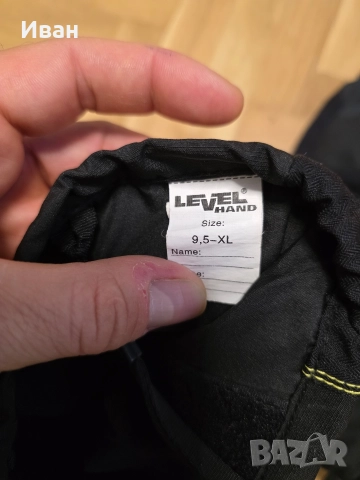 Иван
LEVEL
HAND
Size:
9,5-XL
Name:
BAZAR